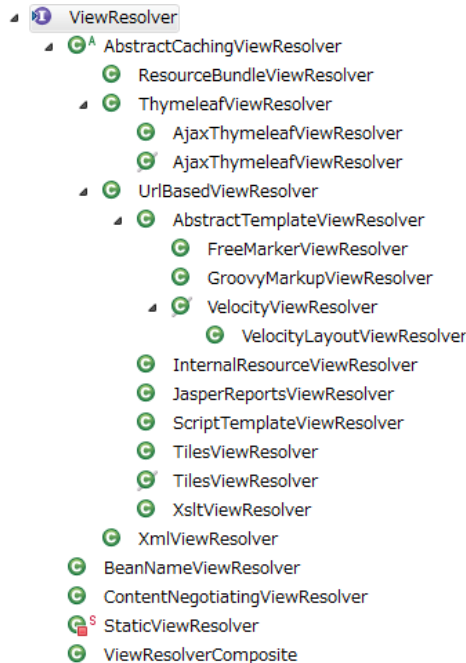 ViewResolver
AbstractCachingViewResolver
ResourceBundleViewResolver
ThymeleafViewResolver
AjaxThymeleafViewResolver
AjaxThymeleafViewResolver
UrlBasedViewResolver
AbstractTemplateViewResolver
FreeMarkerViewResolver
GroovyMarkupViewResolver
VelocityViewResolver
VelocityLayoutViewResolver
InternalResourceViewResolver
JasperReportsViewResolver
ScriptTemplateViewResolver
TilesViewResolver
TilesViewResolver
XsltViewResolver
XmlViewResolver
BeanNameViewResolver
ContentNegotiatingViewResolver
StaticViewResolver
ViewResolverComposite